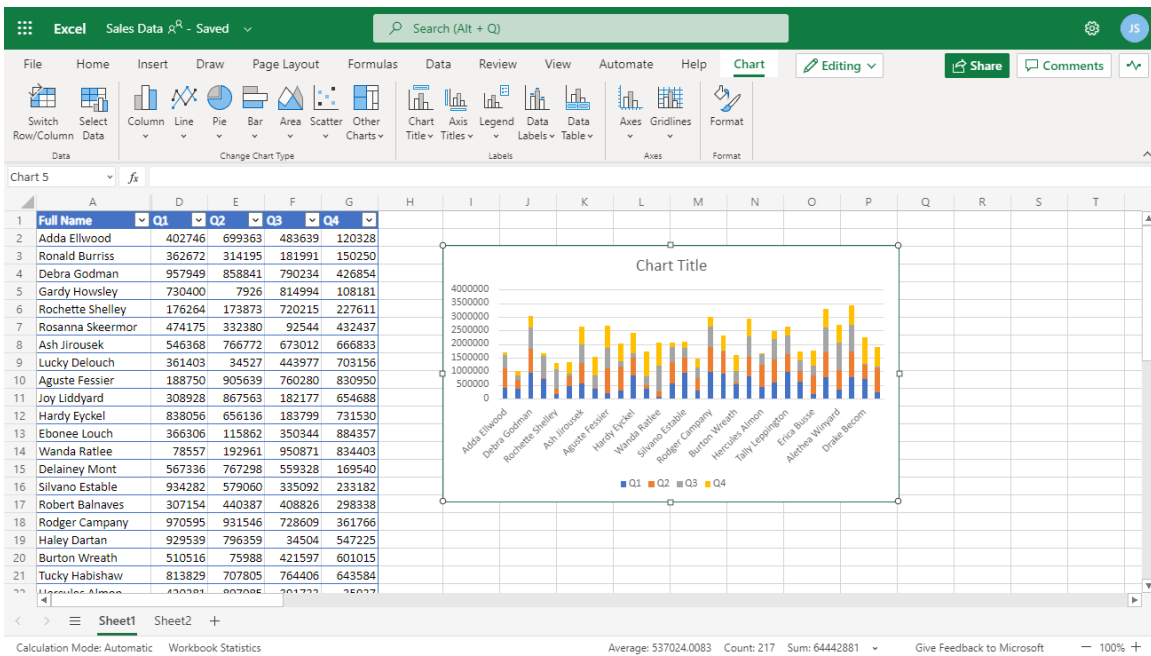 Excel Sales Data - Saved Search (Alt + Q) JS
File Home Insert Draw Page Layout Formulas Data Review View Automate Help Chart Editing Share Comments
Switch Row/Column Select Data Column Line Pie Bar Area Scatter Other Charts Chart Title Axis Titles Legend Data Labels Data Table Axes Gridlines Format
Data Change Chart Type Labels Axes Format
Chart 5 fx
A D E F G H I J K L M N O P Q R S T
1 Full Name Q1 Q2 Q3 Q4
2 Adda Ellwood 402746 699363 483639 120328
3 Ronald Burriss 362672 314195 181991 150250
4 Debra Godman 957949 858841 790234 426854
5 Gardy Howsley 730400 7926 814994 108181
6 Rochette Shelley 176264 173873 720215 227611
7 Rosanna Skeermor 474175 332380 92544 432437
8 Ash Jirousek 546368 766772 673012 666833
9 Lucky Delouch 361403 34527 443977 703156
10 Aguste Fessier 188750 905639 760280 830950
11 Joy Liddyard 308928 867563 182177 654688
12 Hardy Eyckel 838056 656136 183799 731530
13 Ebonee Louch 366306 115862 350344 884357
14 Wanda Ratlee 78557 192961 950871 834403
15 Delainey Mont 567336 767298 559328 169540
16 Silvano Estable 934282 579060 335092 233182
17 Robert Balnaves 307154 440387 408826 298338
18 Rodger Campany 970595 931546 728609 361766
19 Haley Dartan 929539 796359 34504 547225
20 Burton Wreath 510516 75988 421597 601015
21 Tucky Habishaw 813829 707805 764406 643584
Chart Title
4000000
3500000
3000000
2500000
2000000
1500000
1000000
500000
0
Adda Ellwood
Debra Godman
Rochette Shelley
Ash Jirousek
Aguste Fessier
Hardy Eyckel
Wanda Ratlee
Silvano Estable
Rodger Campany
Burton Wreath
Hercules Almon
Tally Leppington
Erica Busse
Alethea Winyard
Drake Becom
Q1 Q2 Q3 Q4
Sheet1 Sheet2
Calculation Mode: Automatic Workbook Statistics Average: 537024.0083 Count: 217 Sum: 64442881 Give Feedback to Microsoft 100%